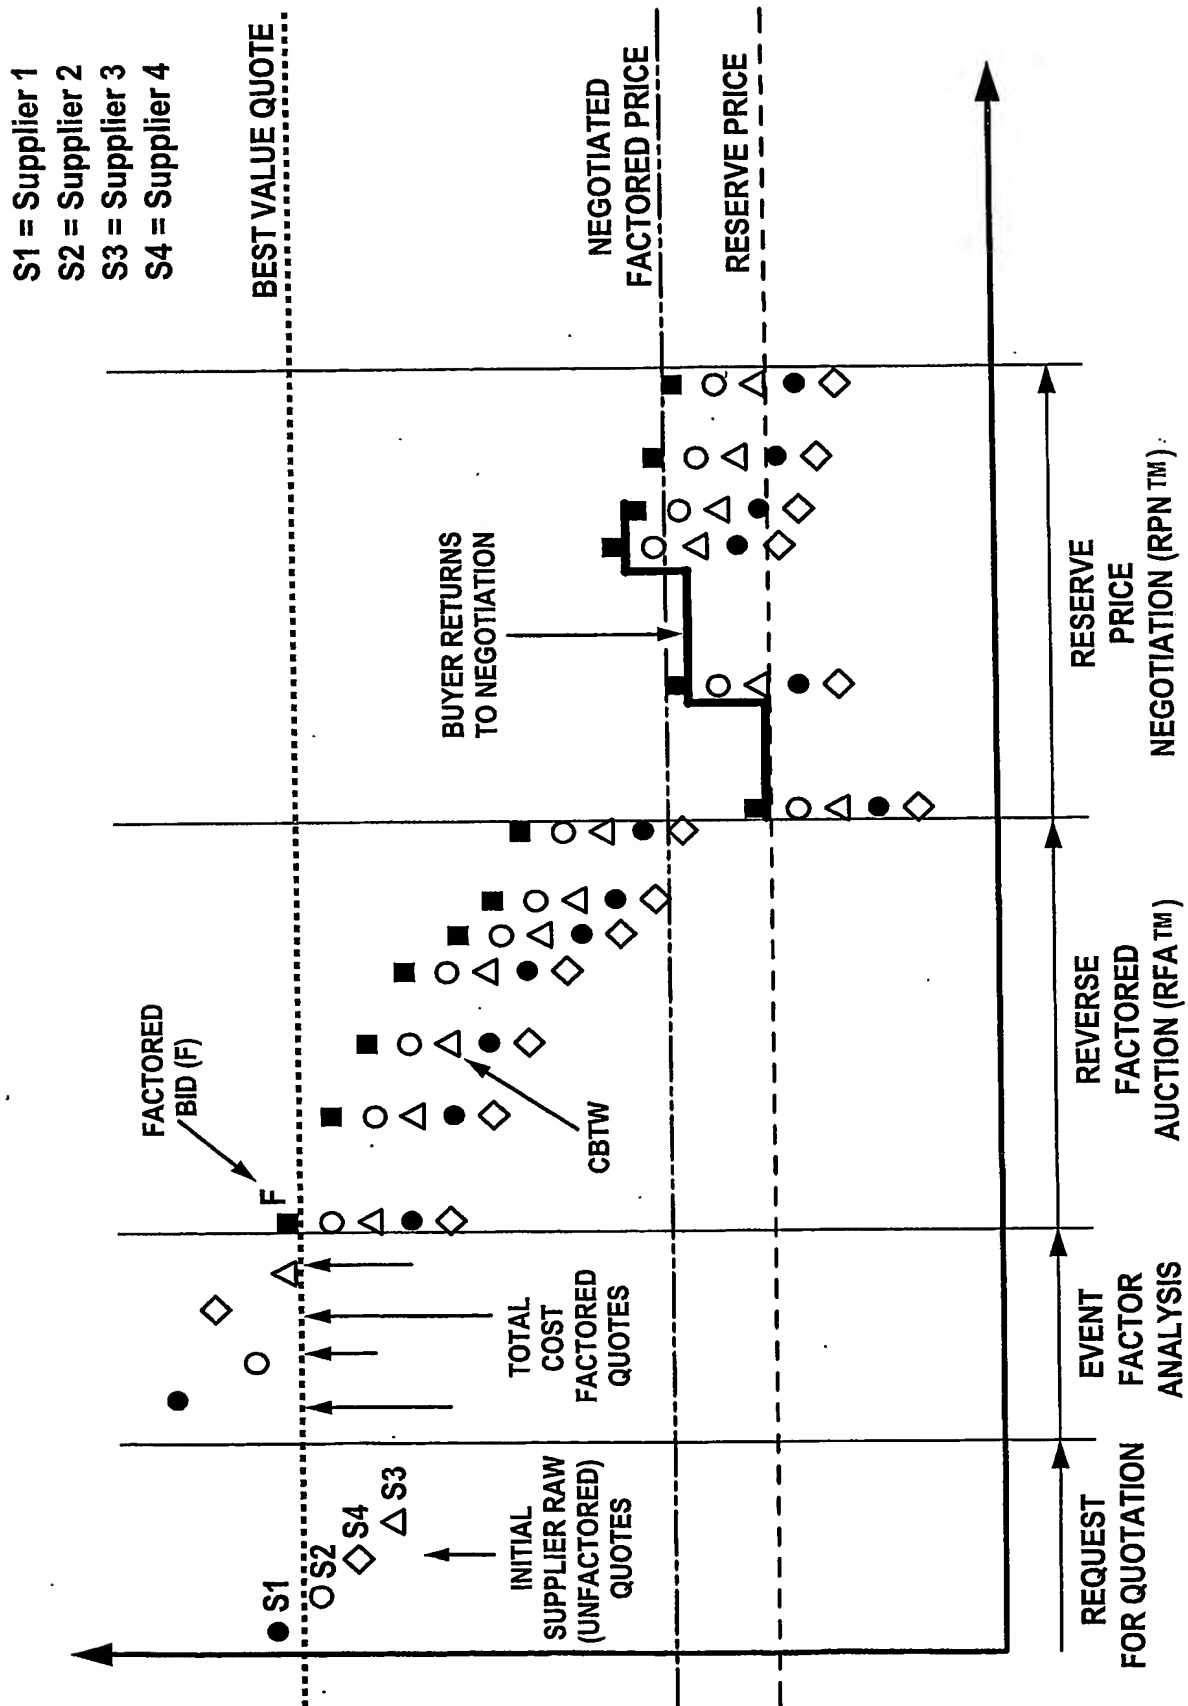 S1 = Supplier 1
S2 = Supplier 2
S3 = Supplier 3
S4 = Supplier 4
BEST VALUE QUOTE
NEGOTIATED
FACTORED PRICE
RESERVE PRICE
FACTORED
BID (F)
F
BUYER RETURNS
TO NEGOTIATION
CBTW
S1
S2
S4
S3
INITIAL
SUPPLIER RAW
(UNFACTORED)
QUOTES
TOTAL
COST
FACTORED
QUOTES
REQUEST
FOR QUOTATION
EVENT
FACTOR
ANALYSIS
REVERSE
FACTORED
AUCTION (RFA™)
RESERVE
PRICE
NEGOTIATION (RPN™)